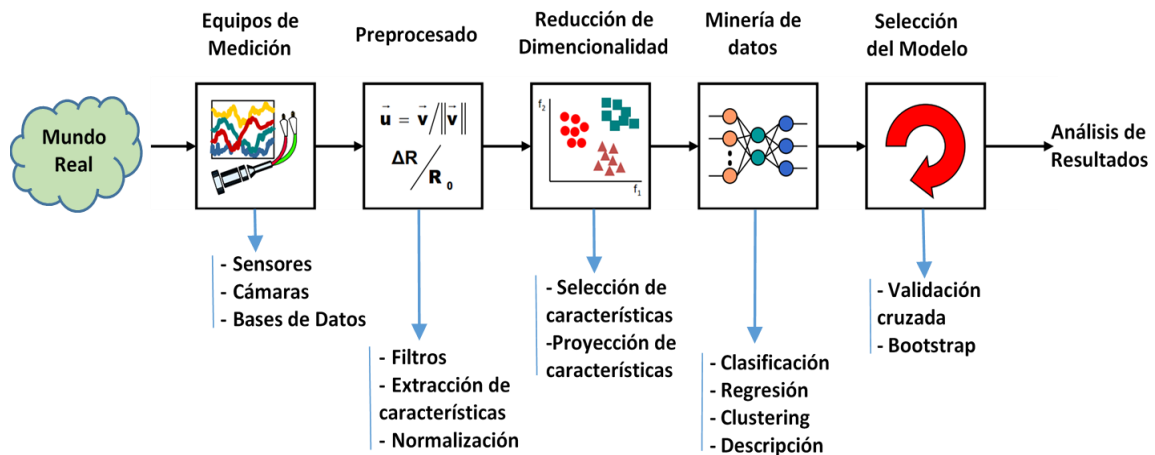 Equipos de
Medición
Preprocesado
Reducción de
Dimencionalidad
Minería de
datos
Selección
del Modelo
Mundo
Real
u = v / ||v||
ΔR / R 0
f2
f1
Análisis de
Resultados
- Sensores
- Cámaras
- Bases de Datos
- Filtros
- Extracción de
características
- Normalización
- Selección de
características
-Proyección de
características
- Clasificación
- Regresión
- Clustering
- Descripción
- Validación
cruzada
- Bootstrap